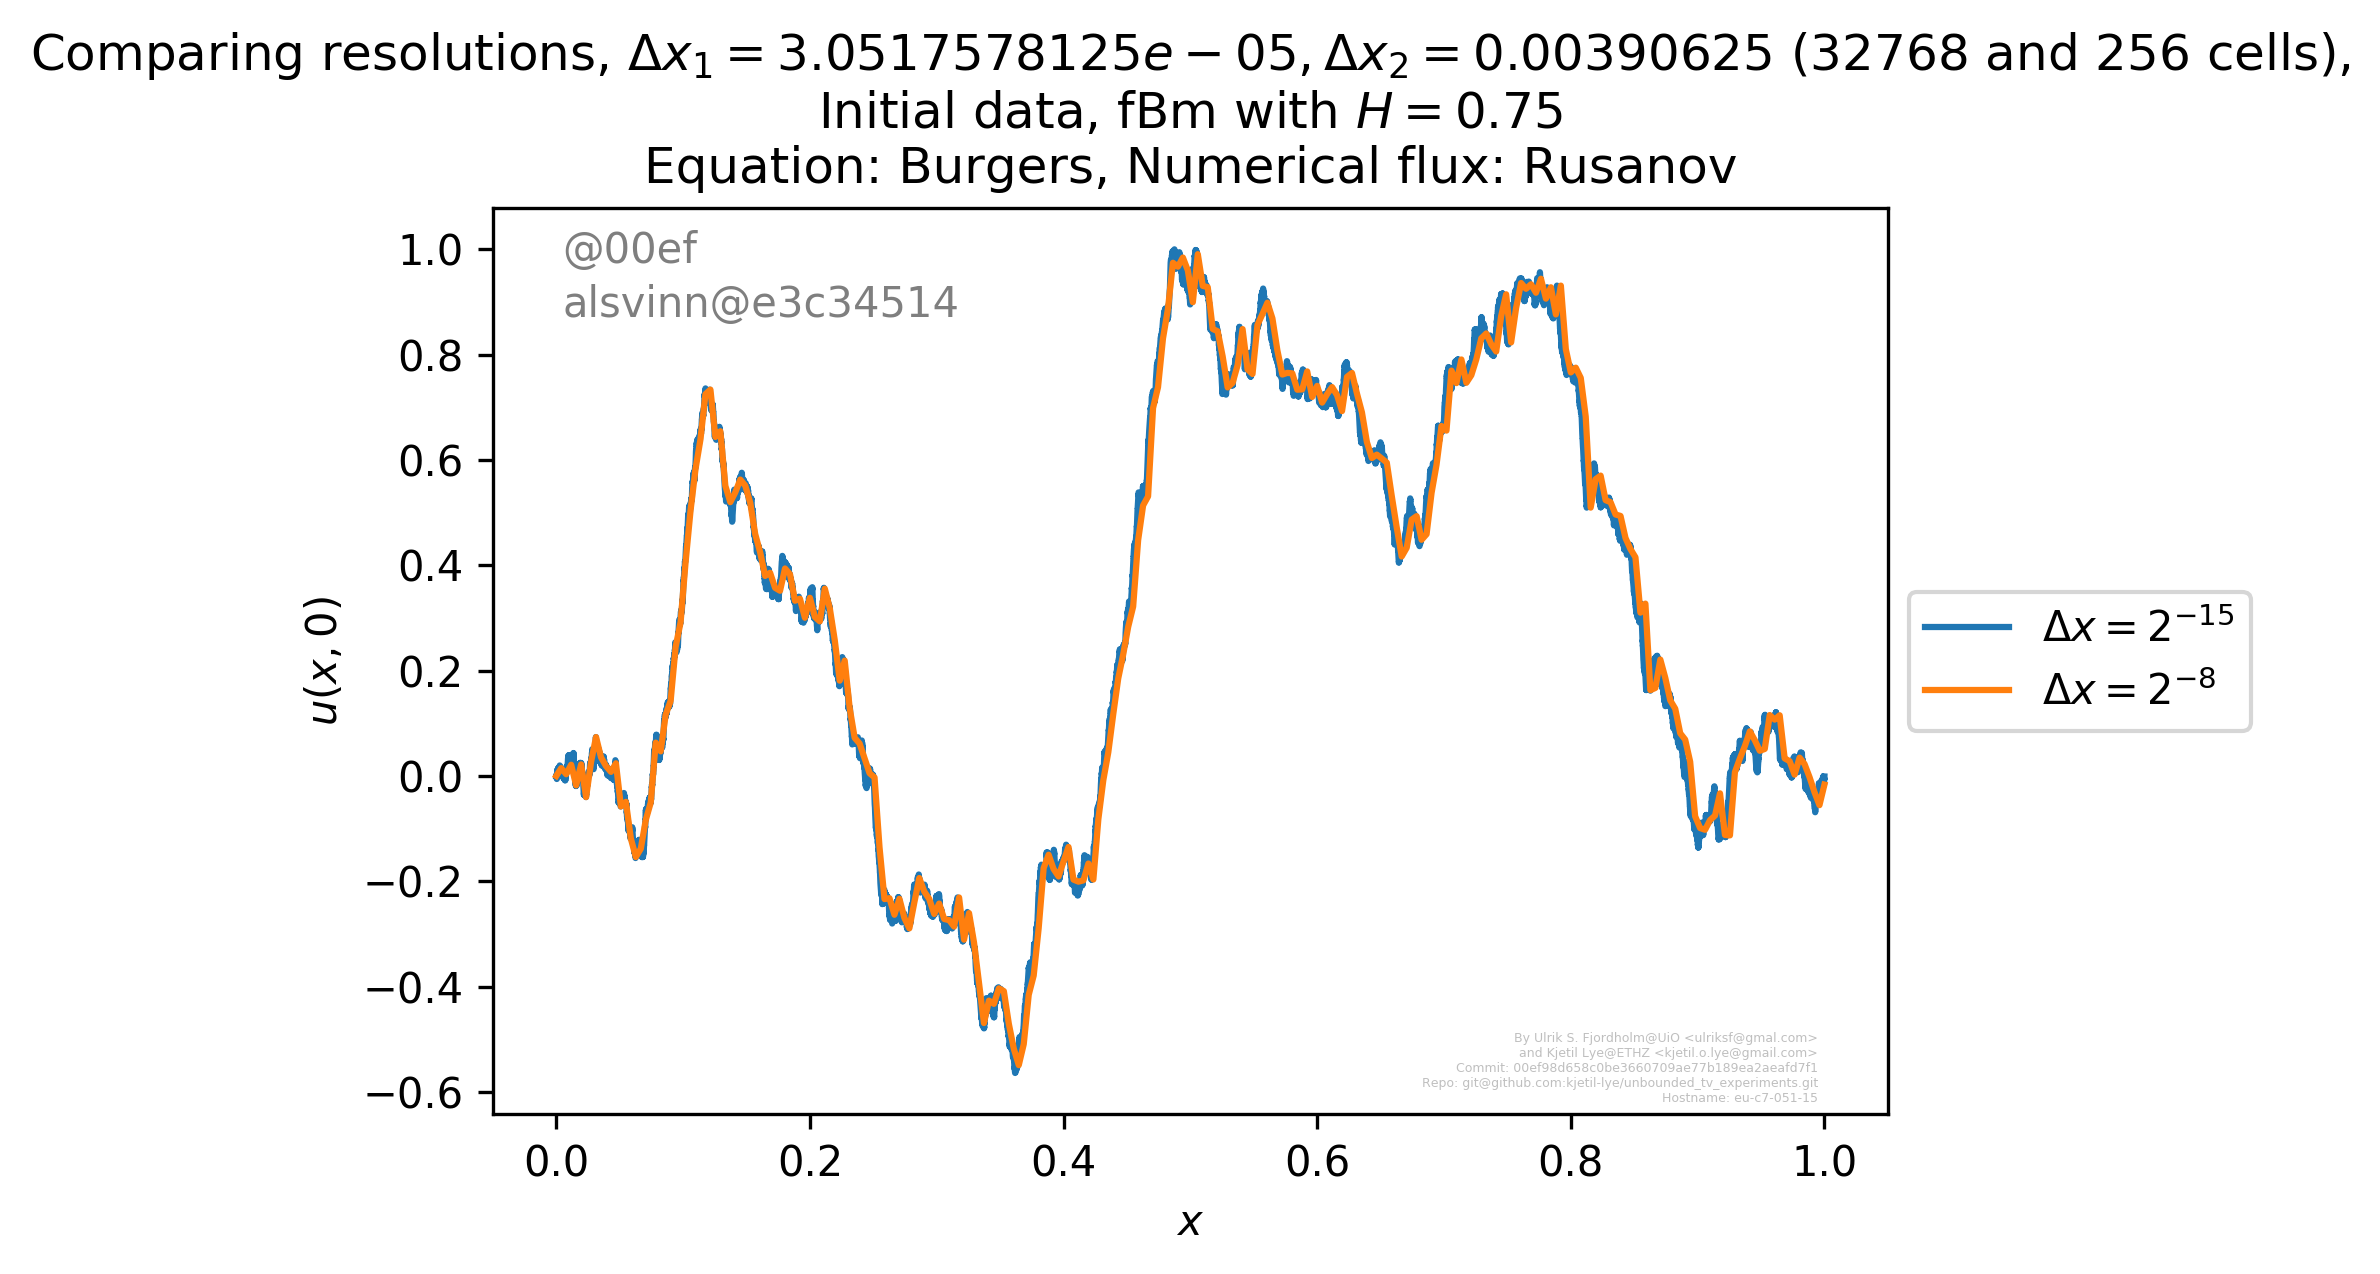 Comparing resolutions, Δx₁ = 3.0517578125e − 05, Δx₂ = 0.00390625 (32768 and 256 cells),
Initial data, fBm with H = 0.75
Equation: Burgers, Numerical flux: Rusanov
@00ef
alsvinn@e3c34514
1.0
0.8
0.6
0.4
0.2
0.0
−0.2
−0.4
−0.6
u(x, 0)
Δx = 2⁻¹⁵
Δx = 2⁻⁸
By Ulrik S. Fjordholm@UiO <ulriksf@gmal.com>
and Kjetil Lye@ETHZ <kjetil.o.lye@gmail.com>
Commit: 00ef98d658c0be3660709ae77b189ea2aeafd7f1
Repo: git@github.com:kjetil-lye/unbounded_tv_experiments.git
Hostname: eu-c7-051-15
0.0 0.2 0.4 0.6 0.8 1.0
x